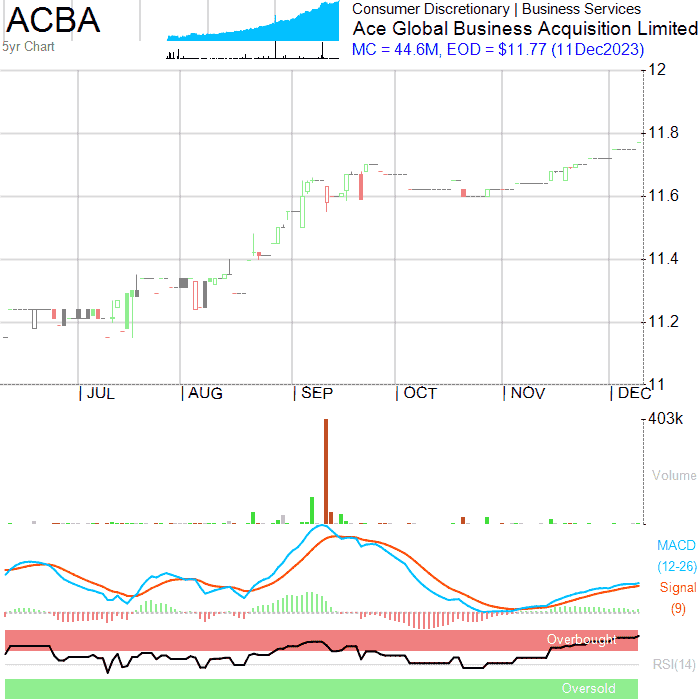 ACBA
5yr Chart
Consumer Discretionary | Business Services
Ace Global Business Acquisition Limited
MC = 44.6M, EOD = $11.77 (11Dec2023)
12
11.8
11.6
11.4
11.2
11
| JUL | AUG | SEP | OCT | NOV | DEC
403k
Volume
MACD
(12-26)
Signal
(9)
Overbought
RSI(14)
Oversold